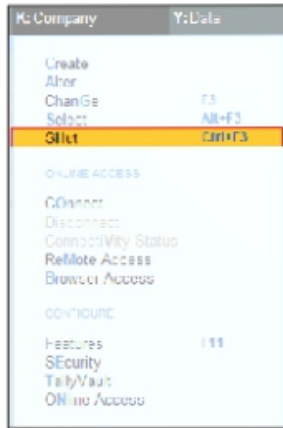 K: Company Y: Data
Create
Alter
ChanGe F3
Select Alt+F3
SHut Ctrl+F3
ONLINE ACCESS
COnnect
Disconnect
ConnectiVity Status
ReMote Access
Browser Access
CONFIGURE
Features F11
SEcurity
TallyVault
ONline Access